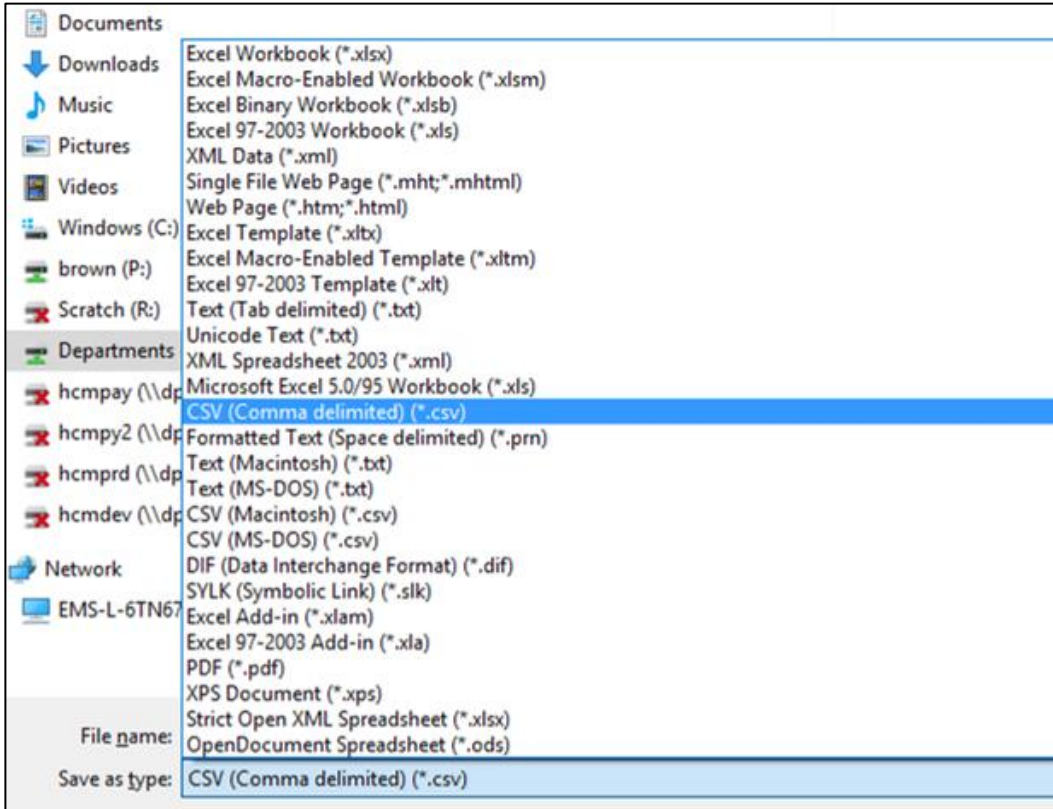 Documents
Downloads
Music
Pictures
Videos
Windows (C:)
brown (P:)
Scratch (R:)
Departments
hcmpay (\\dp
hcmpy2 (\\dp
hcmprd (\\dp
hcmdev (\\dp
Network
EMS-L-6TN67
Excel Workbook (*.xlsx)
Excel Macro-Enabled Workbook (*.xlsm)
Excel Binary Workbook (*.xlsb)
Excel 97-2003 Workbook (*.xls)
XML Data (*.xml)
Single File Web Page (*.mht;*.mhtml)
Web Page (*.htm;*.html)
Excel Template (*.xltx)
Excel Macro-Enabled Template (*.xltm)
Excel 97-2003 Template (*.xlt)
Text (Tab delimited) (*.txt)
Unicode Text (*.txt)
XML Spreadsheet 2003 (*.xml)
Microsoft Excel 5.0/95 Workbook (*.xls)
CSV (Comma delimited) (*.csv)
Formatted Text (Space delimited) (*.prn)
Text (Macintosh) (*.txt)
Text (MS-DOS) (*.txt)
CSV (Macintosh) (*.csv)
CSV (MS-DOS) (*.csv)
DIF (Data Interchange Format) (*.dif)
SYLK (Symbolic Link) (*.slk)
Excel Add-in (*.xlam)
Excel 97-2003 Add-in (*.xla)
PDF (*.pdf)
XPS Document (*.xps)
Strict Open XML Spreadsheet (*.xlsx)
OpenDocument Spreadsheet (*.ods)
File name:
Save as type: CSV (Comma delimited) (*.csv)